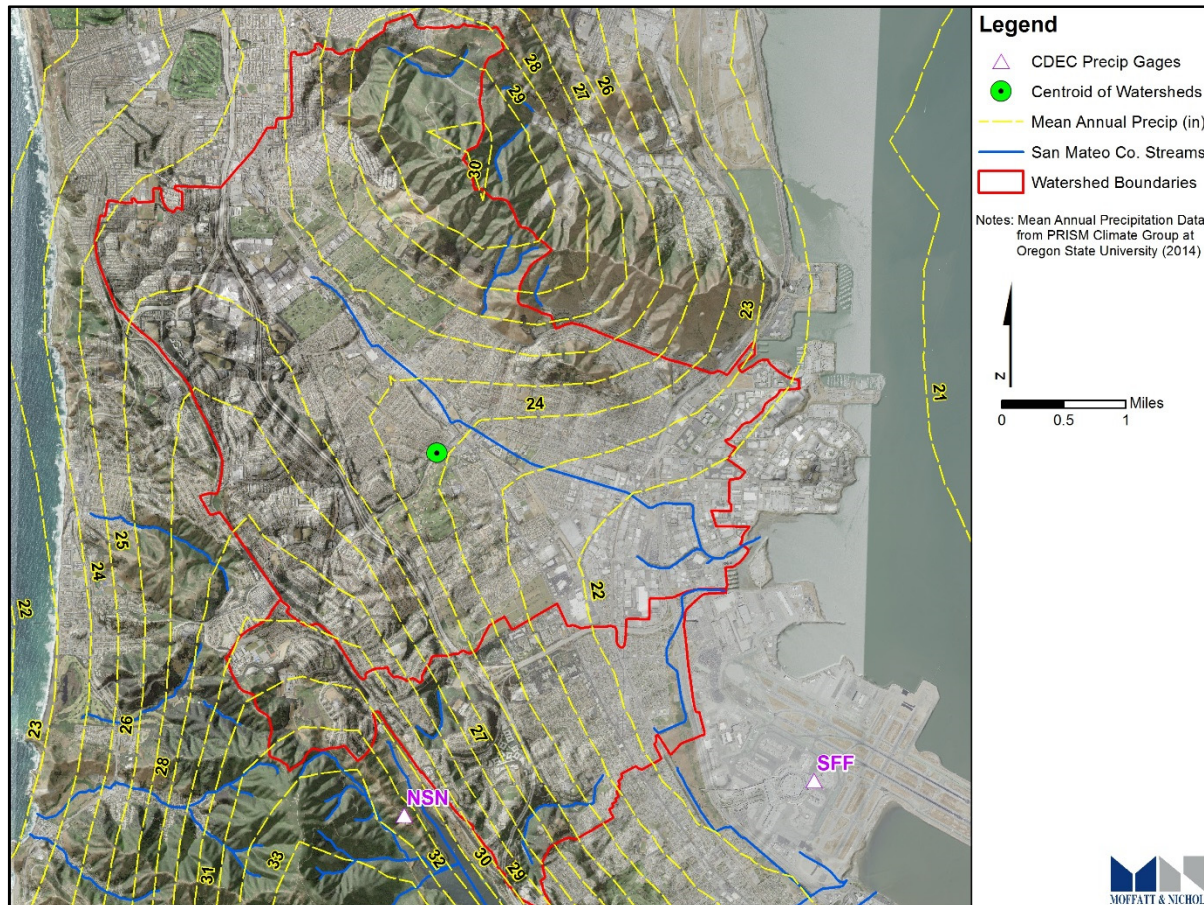 Legend
CDEC Precip Gages
Centroid of Watersheds
Mean Annual Precip (in)
San Mateo Co. Streams
Watershed Boundaries
Notes: Mean Annual Precipitation Data
from PRISM Climate Group at
Oregon State University (2014)
Z
0 0.5 1 Miles
28
26
27
29
30
23
24
21
25
24
22
22
23
26
28
27
NSN
SFF
33
31
32
30
29
MOFFATT & NICHOL